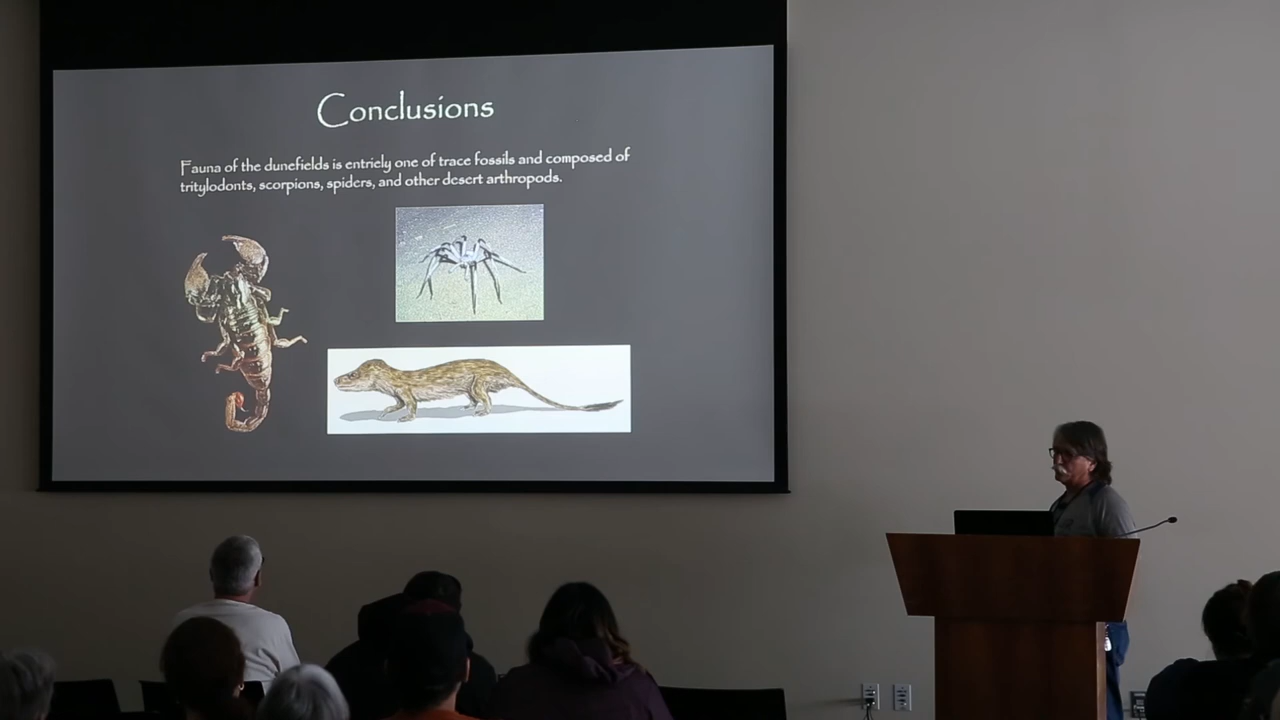 Conclusions
Fauna of the dunefields is entriely one of trace fossils and composed of
tritylodonts, scorpions, spiders, and other desert arthropods.